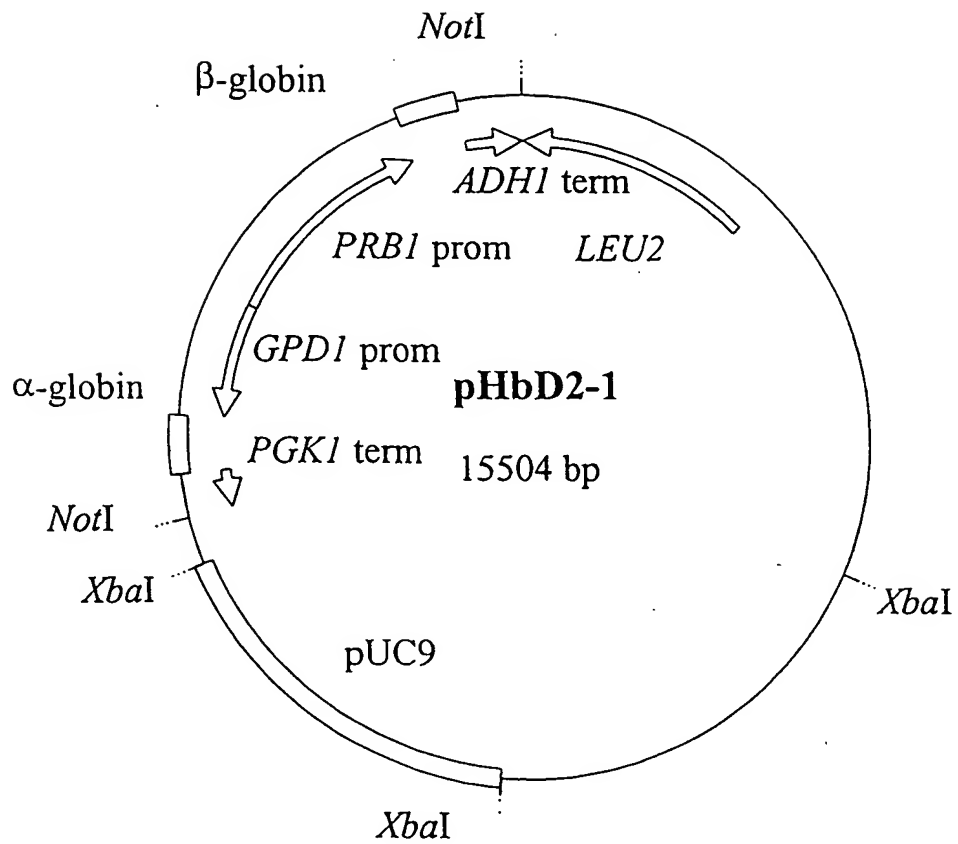 NotI
β-globin
ADH1 term
PRB1 prom
LEU2
GPD1 prom
α-globin
pHbD2-1
PGK1 term
15504 bp
NotI
XbaI
XbaI
pUC9
XbaI